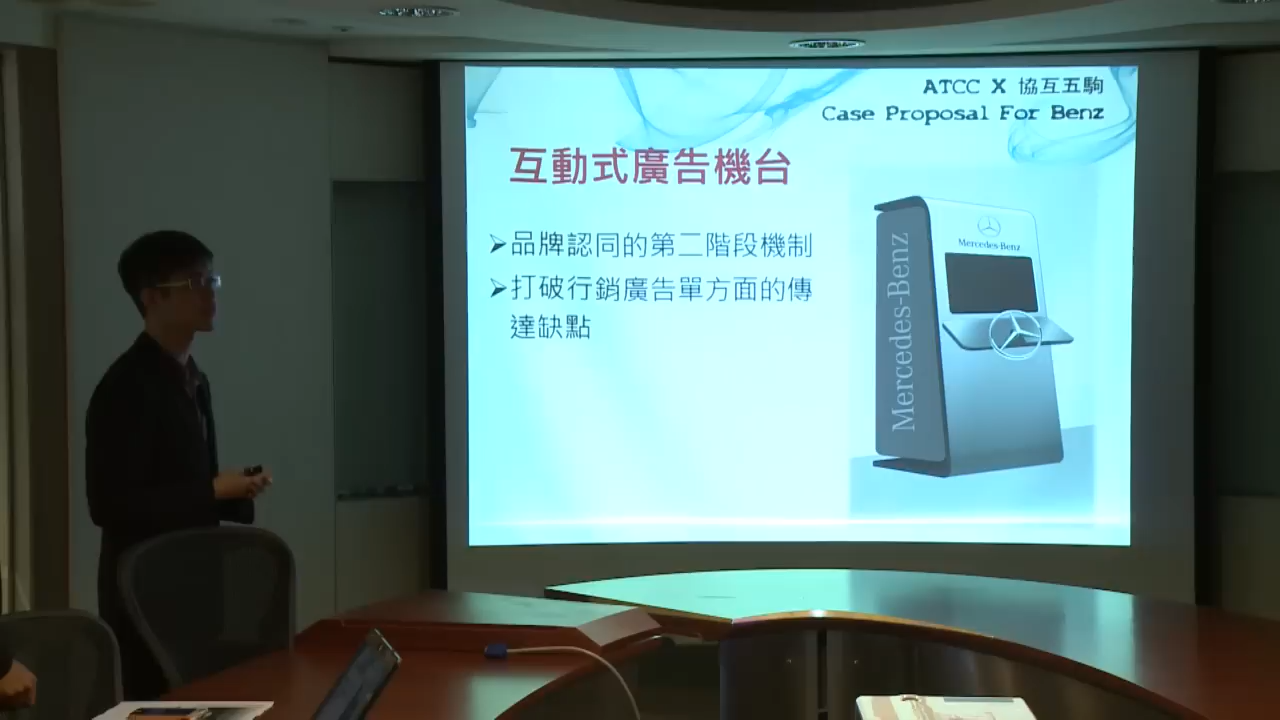 ATCC X 協互五駒
Case Proposal For Benz
互動式廣告機台
➢品牌認同的第二階段機制
➢打破行銷廣告單方面的傳
達缺點
Mercedes-Benz
Mercedes-Benz